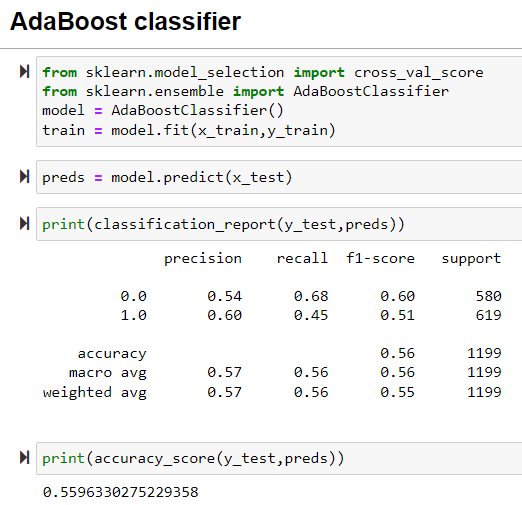 AdaBoost classifier
from sklearn.model_selection import cross_val_score
from sklearn.ensemble import AdaBoostClassifier
model = AdaBoostClassifier()
train = model.fit(x_train,y_train)
preds = model.predict(x_test)
print(classification_report(y_test,preds))
precision recall f1-score support
0.0 0.54 0.68 0.60 580
1.0 0.60 0.45 0.51 619
accuracy 0.56 1199
macro avg 0.57 0.56 0.56 1199
weighted avg 0.57 0.56 0.55 1199
print(accuracy_score(y_test,preds))
0.5596330275229358